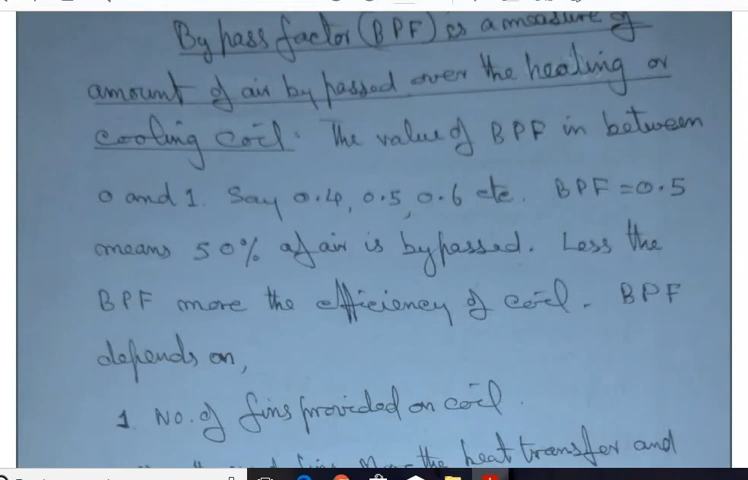 By pass factor (BPF) is a measure of
amount of air by passed over the heating or
cooling coil. The value of BPF in between
0 and 1. Say 0.4, 0.5, 0.6 etc. BPF = 0.5
means 50% of air is bypassed. Less the
BPF more the efficiency of coil. BPF
depends on,
1. No. of fins provided on coil.
the heat transfer and